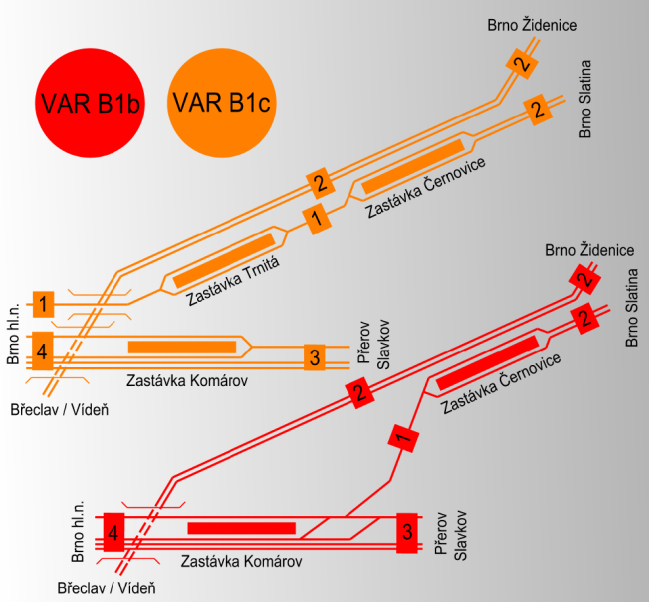 VAR B1b
VAR B1c
Brno Židenice
2
2
Brno Slatina
2
Zastávka Černovice
1
Zastávka Trnitá
1
Brno hl.n.
4
3
Přerov
Slavkov
Zastávka Komárov
Břeclav / Vídeň
Brno Židenice
2
2
Brno Slatina
Zastávka Černovice
2
1
Brno hl.n.
4
3
Přerov
Slavkov
Zastávka Komárov
Břeclav / Vídeň